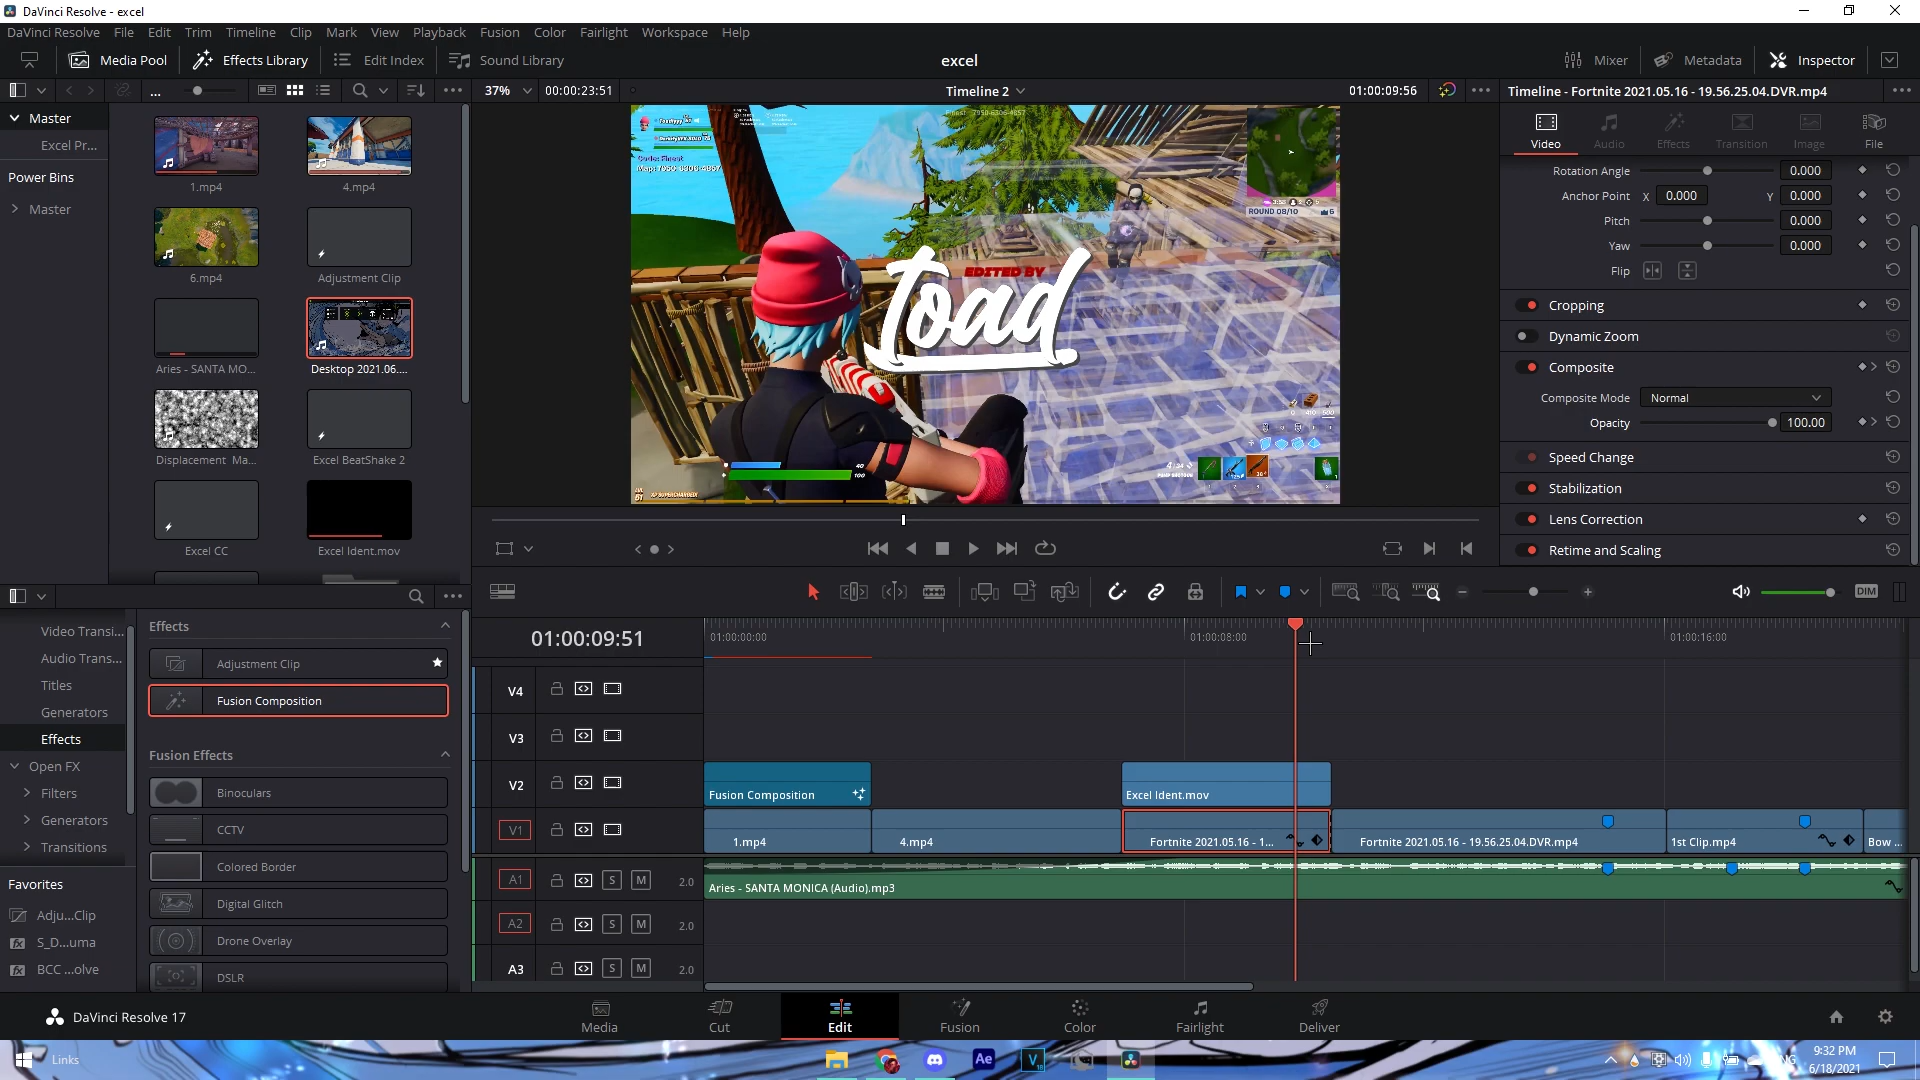 DaVinci Resolve - excel
DaVinci Resolve File Edit Trim Timeline Clip Mark View Playback Fusion Color Fairlight Workspace Help
Media Pool Effects Library Edit Index Sound Library excel Mixer Metadata Inspector
... 37% 00:00:23:51 Timeline 2 01:00:09:56 Timeline - Fortnite 2021.05.16 - 19.56.25.04.DVR.mp4
Master
Excel Pr...
Power Bins
Master
1.mp4 4.mp4
6.mp4 Adjustment Clip
Aries - SANTA MO... Desktop 2021.06....
Displacement Ma... Excel BeatShake 2
Excel CC Excel Ident.mov
ROUND 08/10
EDITED BY
toad
40
100
XP SUPERCHARGED!
Video Audio Effects Transition Image File
Rotation Angle 0.000
Anchor Point X 0.000 Y 0.000
Pitch 0.000
Yaw 0.000
Flip
Cropping
Dynamic Zoom
Composite
Composite Mode Normal
Opacity 100.00
Speed Change
Stabilization
Lens Correction
Retime and Scaling
DIM
Video Transi...
Audio Trans...
Titles
Generators
Effects
Open FX
Filters
Generators
Transitions
Favorites
Adju...Clip
S_D...uma
BCC ...olve
Effects
Adjustment Clip
Fusion Composition
Fusion Effects
Binoculars
CCTV
Colored Border
Digital Glitch
Drone Overlay
DSLR
01:00:09:51 01:00:00:00 01:00:08:00 01:00:16:00
V4
V3
V2 Fusion Composition Excel Ident.mov
V1 1.mp4 4.mp4 Fortnite 2021.05.16 - 1... Fortnite 2021.05.16 - 19.56.25.04.DVR.mp4 1st Clip.mp4 Bow ...
A1 S M 2.0 Aries - SANTA MONICA (Audio).mp3
A2 S M 2.0
A3 S M 2.0
DaVinci Resolve 17 Media Cut Edit Fusion Color Fairlight Deliver
Links Ae V 9:32 PM
6/18/2021